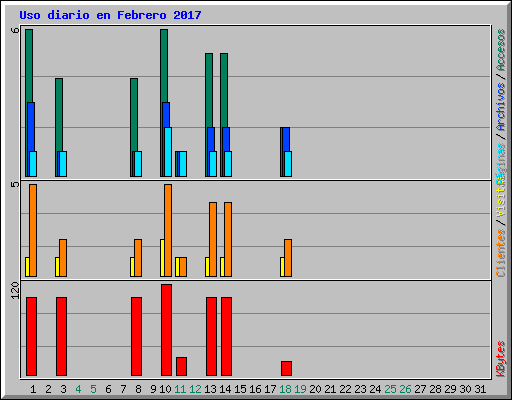 Uso diario en Febrero 2017
6
5
120
Accesos / Archivos / Páginas
Clientes / Visitas
KBytes
1 2 3 4 5 6 7 8 9 10 11 12 13 14 15 16 17 18 19 20 21 22 23 24 25 26 27 28 29 30 31